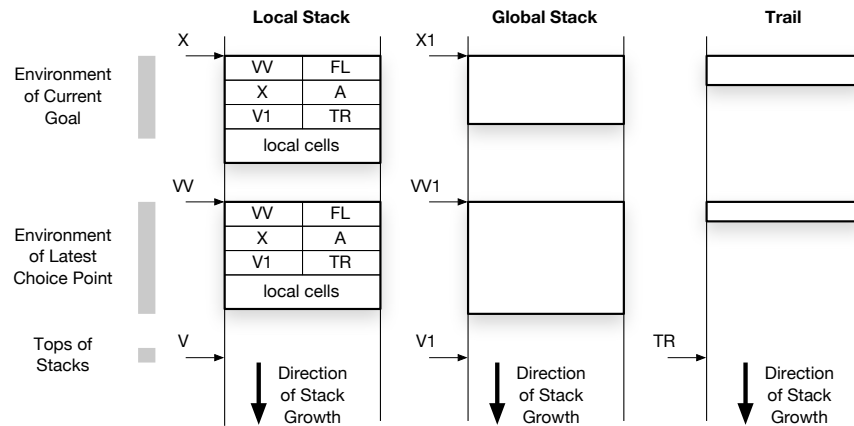 Local Stack
Global Stack
Trail
X
X1
Environment
of Current
Goal
VV
FL
X
A
V1
TR
local cells
VV
VV1
Environment
of Latest
Choice Point
VV
FL
X
A
V1
TR
local cells
Tops of
Stacks
V
V1
TR
Direction
of Stack
Growth
Direction
of Stack
Growth
Direction
of Stack
Growth